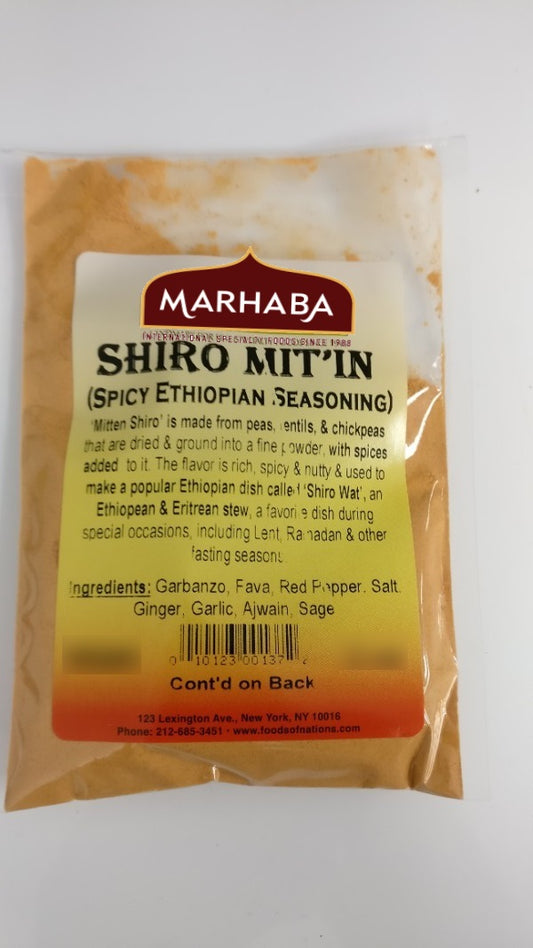 MARHABA
INTERNATIONAL SPECIALTY FOODS SINCE 1988
SHIRO MIT'IN
(SPICY ETHIOPIAN SEASONING)
'Mitten Shiro' is made from peas, lentils, & chickpeas
that are dried & ground into a fine powder, with spices
added to it. The flavor is rich, spicy & nutty & used to
make a popular Ethiopian dish called 'Shiro Wat', an
Ethiopean & Eritrean stew, a favorite dish during
special occasions, including Lent, Ramadan & other
fasting seasons
Ingredients: Garbanzo, Fava, Red Pepper, Salt,
Ginger, Garlic, Ajwain, Sage
0 10123 00137 2
Cont'd on Back
123 Lexington Ave., New York, NY 10016
Phone: 212-685-3451 · www.foodsofnations.com